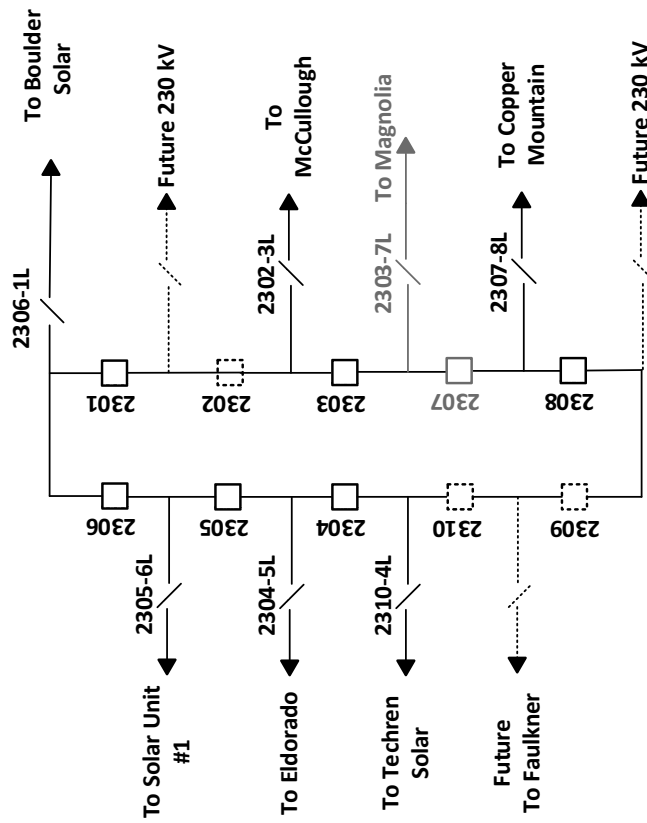 To Boulder
Solar
2306-1L
Future 230 kV
To
McCullough
2302-3L
To Magnolia
2303-7L
To Copper
Mountain
2307-8L
Future 230 kV
2301
2302
2303
2307
2308
2306
2305
2304
2310
2309
2305-6L
To Solar Unit
#1
2304-5L
To Eldorado
2310-4L
To Techren
Solar
Future
To Faulkner